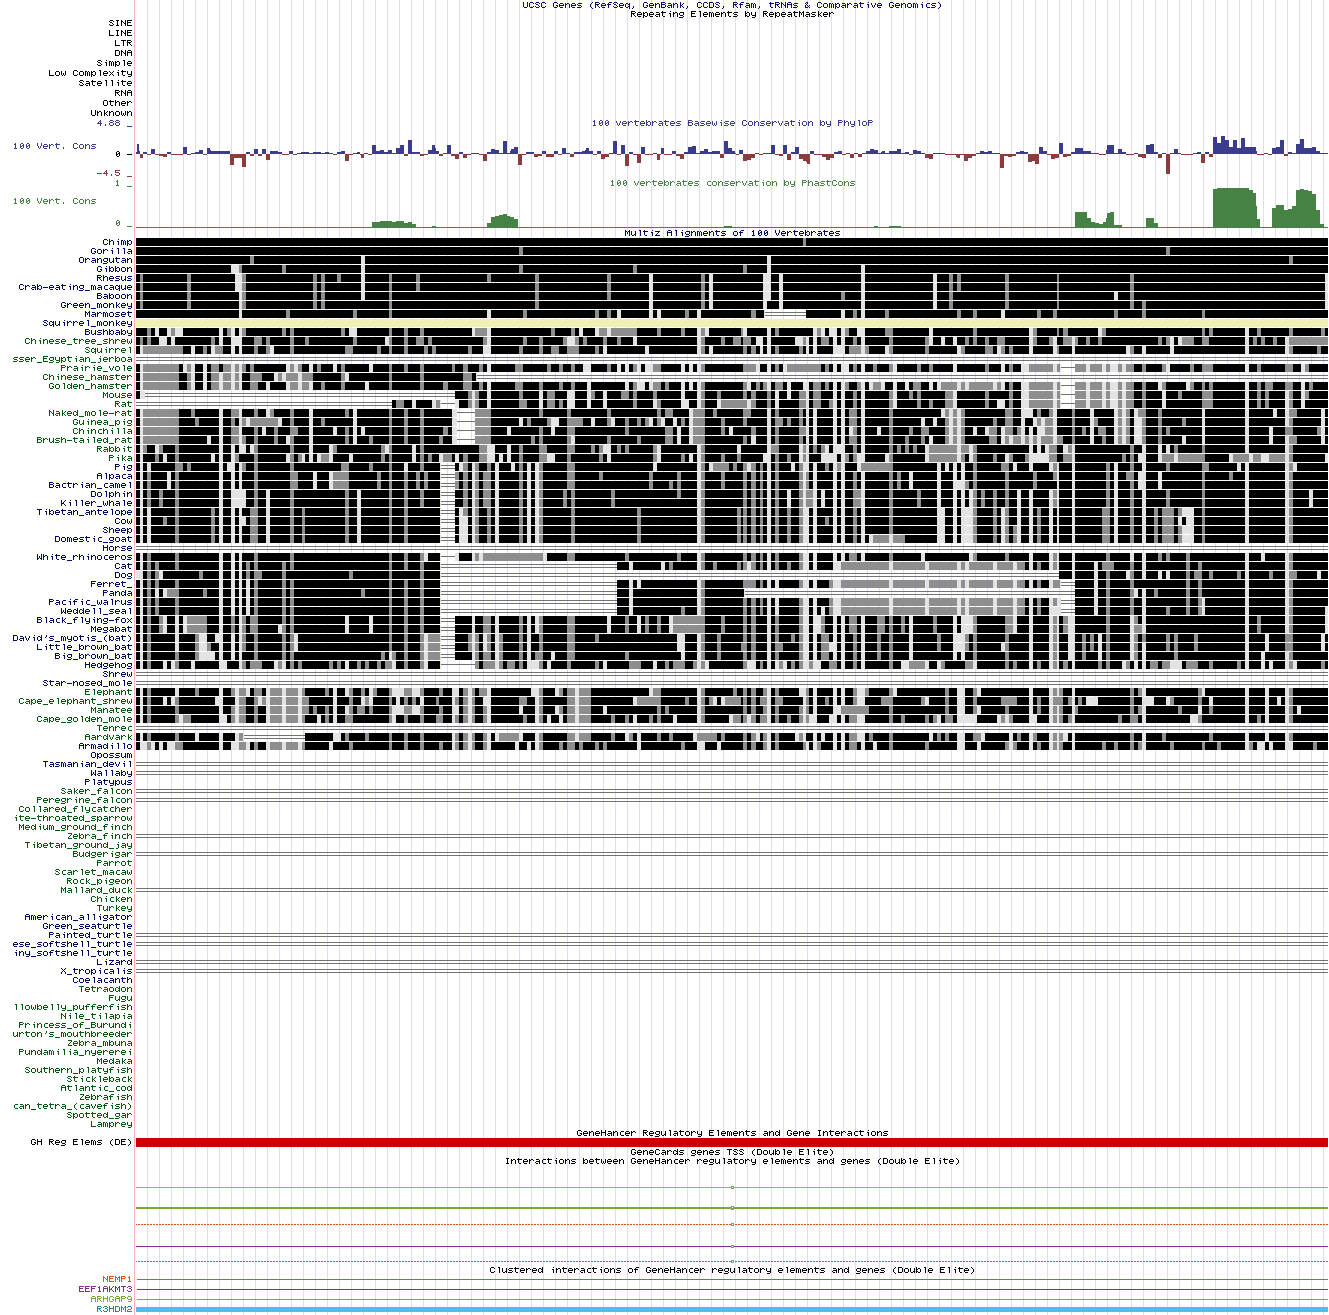 UCSC Genes (RefSeq, GenBank, CCDS, Rfam, tRNAs & Comparative Genomics)
Repeating Elements by RepeatMasker
SINE
LINE
LTR
DNA
Simple
Low Complexity
Satellite
RNA
Other
Unknown
100 vertebrates Basewise Conservation by PhyloP
4.88 _
100 Vert. Cons
0 _
-4.5 _
100 vertebrates conservation by PhastCons
1 _
100 Vert. Cons
0 _
Multiz Alignments of 100 Vertebrates
Chimp
Gorilla
Orangutan
Gibbon
Rhesus
Crab-eating_macaque
Baboon
Green_monkey
Marmoset
Squirrel_monkey
Bushbaby
Chinese_tree_shrew
Squirrel
sser_Egyptian_jerboa
Prairie_vole
Chinese_hamster
Golden_hamster
Mouse
Rat
Naked_mole-rat
Guinea_pig
Chinchilla
Brush-tailed_rat
Rabbit
Pika
Pig
Alpaca
Bactrian_camel
Dolphin
Killer_whale
Tibetan_antelope
Cow
Sheep
Domestic_goat
Horse
White_rhinoceros
Cat
Dog
Ferret_
Panda
Pacific_walrus
Weddell_seal
Black_flying-fox
Megabat
David's_myotis_(bat)
Little_brown_bat
Big_brown_bat
Hedgehog
Shrew
Star-nosed_mole
Elephant
Cape_elephant_shrew
Manatee
Cape_golden_mole
Tenrec
Aardvark
Armadillo
Opossum
Tasmanian_devil
Wallaby
Platypus
Saker_falcon
Peregrine_falcon
Collared_flycatcher
ite-throated_sparrow
Medium_ground_finch
Zebra_finch
Tibetan_ground_jay
Budgerigar
Parrot
Scarlet_macaw
Rock_pigeon
Mallard_duck
Chicken
Turkey
American_alligator
Green_seaturtle
Painted_turtle
ese_softshell_turtle
iny_softshell_turtle
Lizard
X_tropicalis
Coelacanth
Tetraodon
Fugu
llowbelly_pufferfish
Nile_tilapia
Princess_of_Burundi
urton's_mouthbreeder
Zebra_mbuna
Pundamilia_nyererei
Medaka
Southern_platyfish
Stickleback
Atlantic_cod
Zebrafish
can_tetra_(cavefish)
Spotted_gar
Lamprey
GeneHancer Regulatory Elements and Gene Interactions
GH Reg Elems (DE)
GeneCards genes TSS (Double Elite)
Interactions between GeneHancer regulatory elements and genes (Double Elite)
Clustered interactions of GeneHancer regulatory elements and genes (Double Elite)
NEMP1
EEF1AKMT3
ARHGAP9
R3HDM2